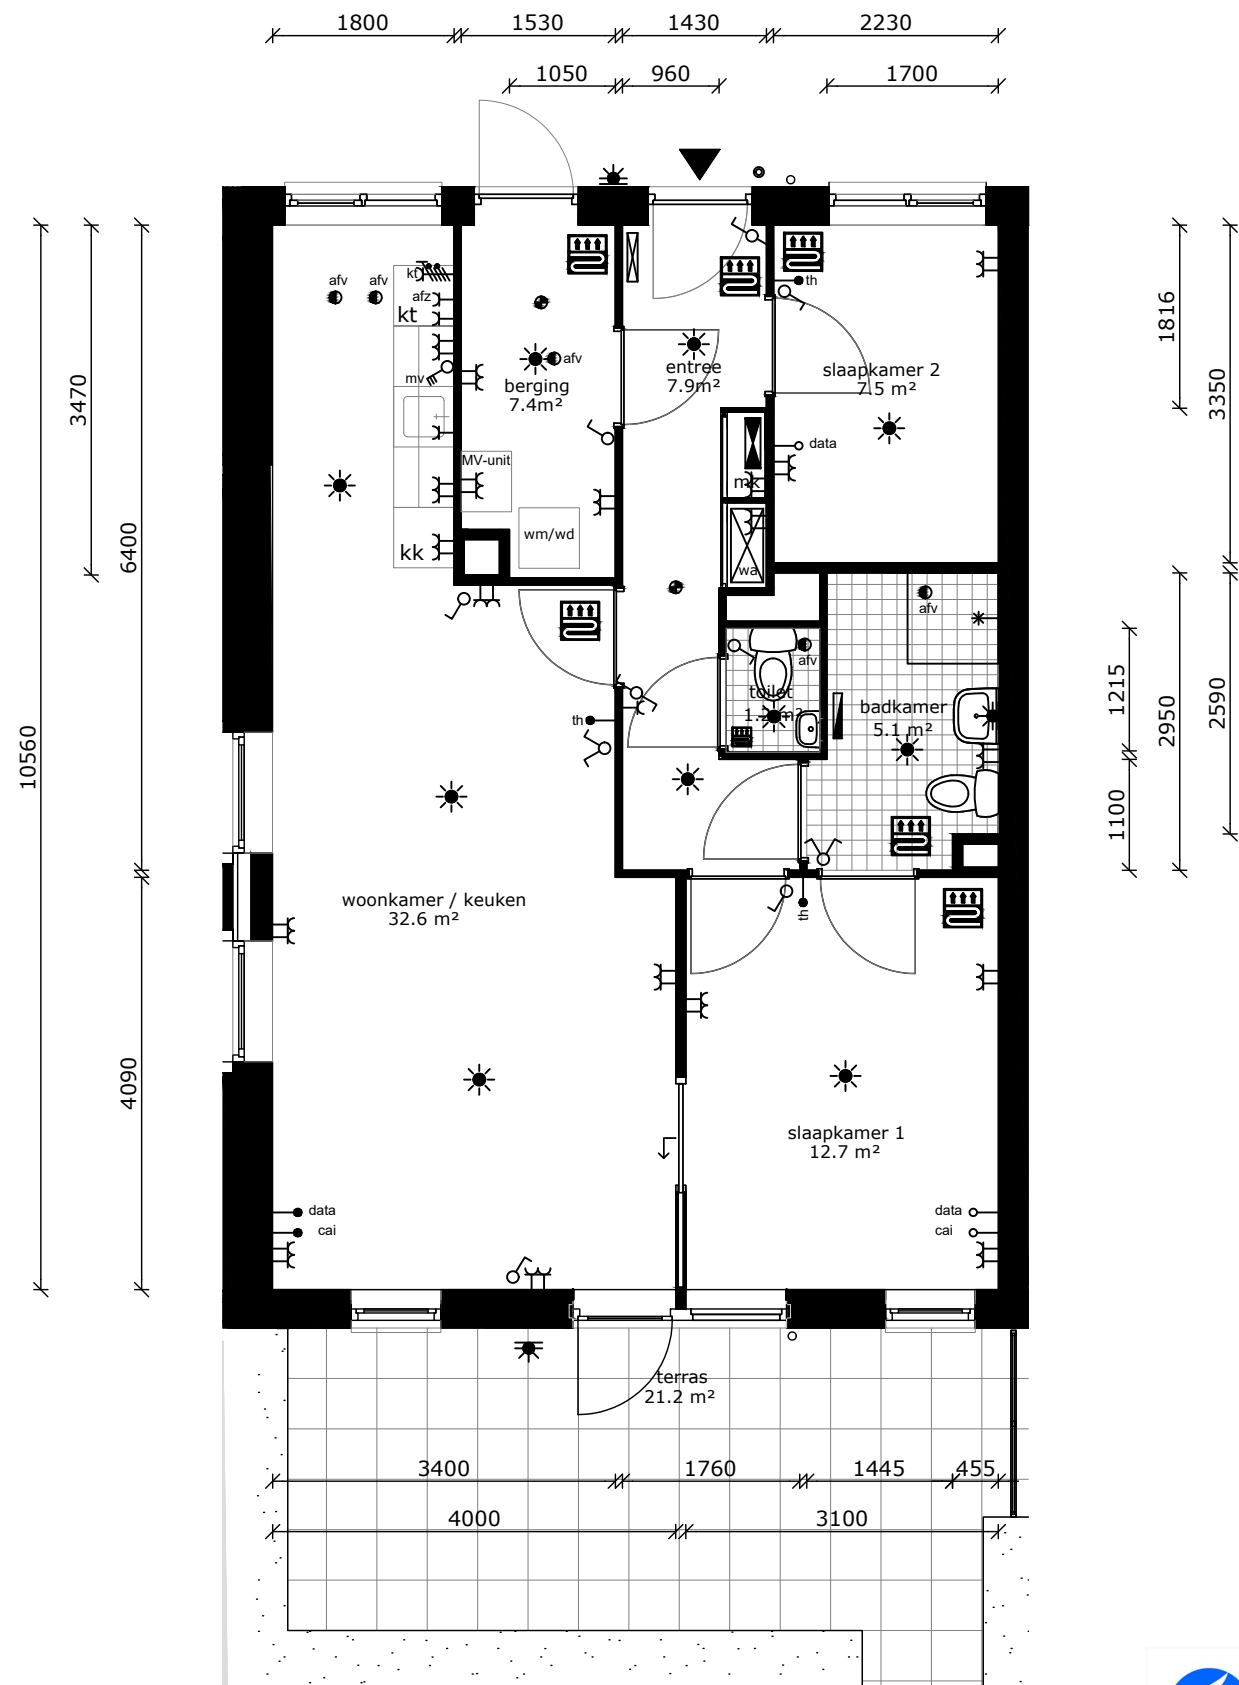 1800 1530 1430 2230
1050 960 1700
10560
3470
6400
4090
1816
3350
1215
1100
2950
2590
afv afv
kt
afz
kt
mv
kk
afv
berging
7.4m²
MV-unit
wm/wd
entree
7.9m²
th
slaapkamer 2
7.5 m²
data
mk
wa
afv
afv
toilet
badkamer
5.1 m²
th
th
woonkamer / keuken
32.6 m²
slaapkamer 1
12.7 m²
data
cai
data
cai
terras
21.2 m²
3400 1760 1445 455
4000 3100